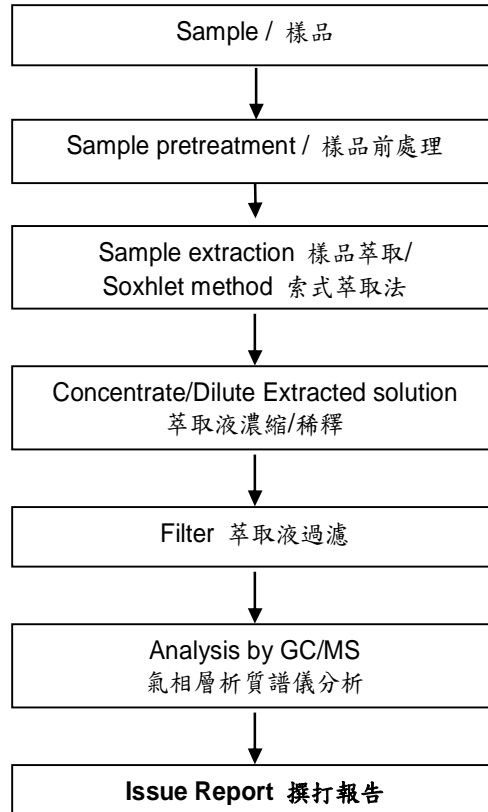 Sample / 樣品
Sample pretreatment / 樣品前處理
Sample extraction 樣品萃取/
Soxhlet method 索式萃取法
Concentrate/Dilute Extracted solution
萃取液濃縮/稀釋
Filter 萃取液過濾
Analysis by GC/MS
氣相層析質譜儀分析
Issue Report 撰打報告